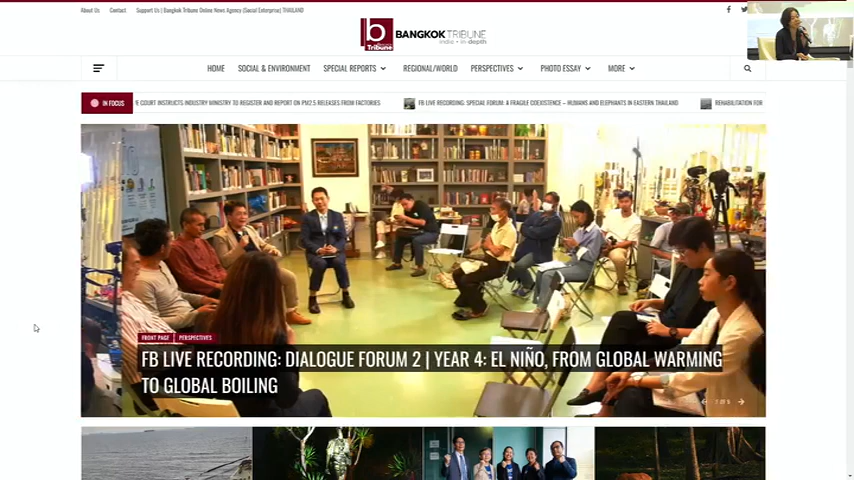 About Us Contact Support Us | Bangkok Tribune Online News Agency (Social Enterprise) THAILAND
b
Tribune
BANGKOK TRIBUNE
HOME SOCIAL & ENVIRONMENT SPECIAL REPORTS REGIONAL/WORLD PERSPECTIVES PHOTO ESSAY MORE
IN FOCUS
COURT INSTRUCTS INDUSTRY MINISTRY TO REGISTER AND REPORT ON PM2.5 RELEASES FROM FACTORIES FB LIVE RECORDING: SPECIAL FORUM: A FRAGILE COEXISTENCE – HUMANS AND ELEPHANTS IN EASTERN THAILAND REHABILITATION FOR
FRONT PAGE PERSPECTIVES
FB LIVE RECORDING: DIALOGUE FORUM 2 | YEAR 4: EL NIÑO, FROM GLOBAL WARMING
TO GLOBAL BOILING